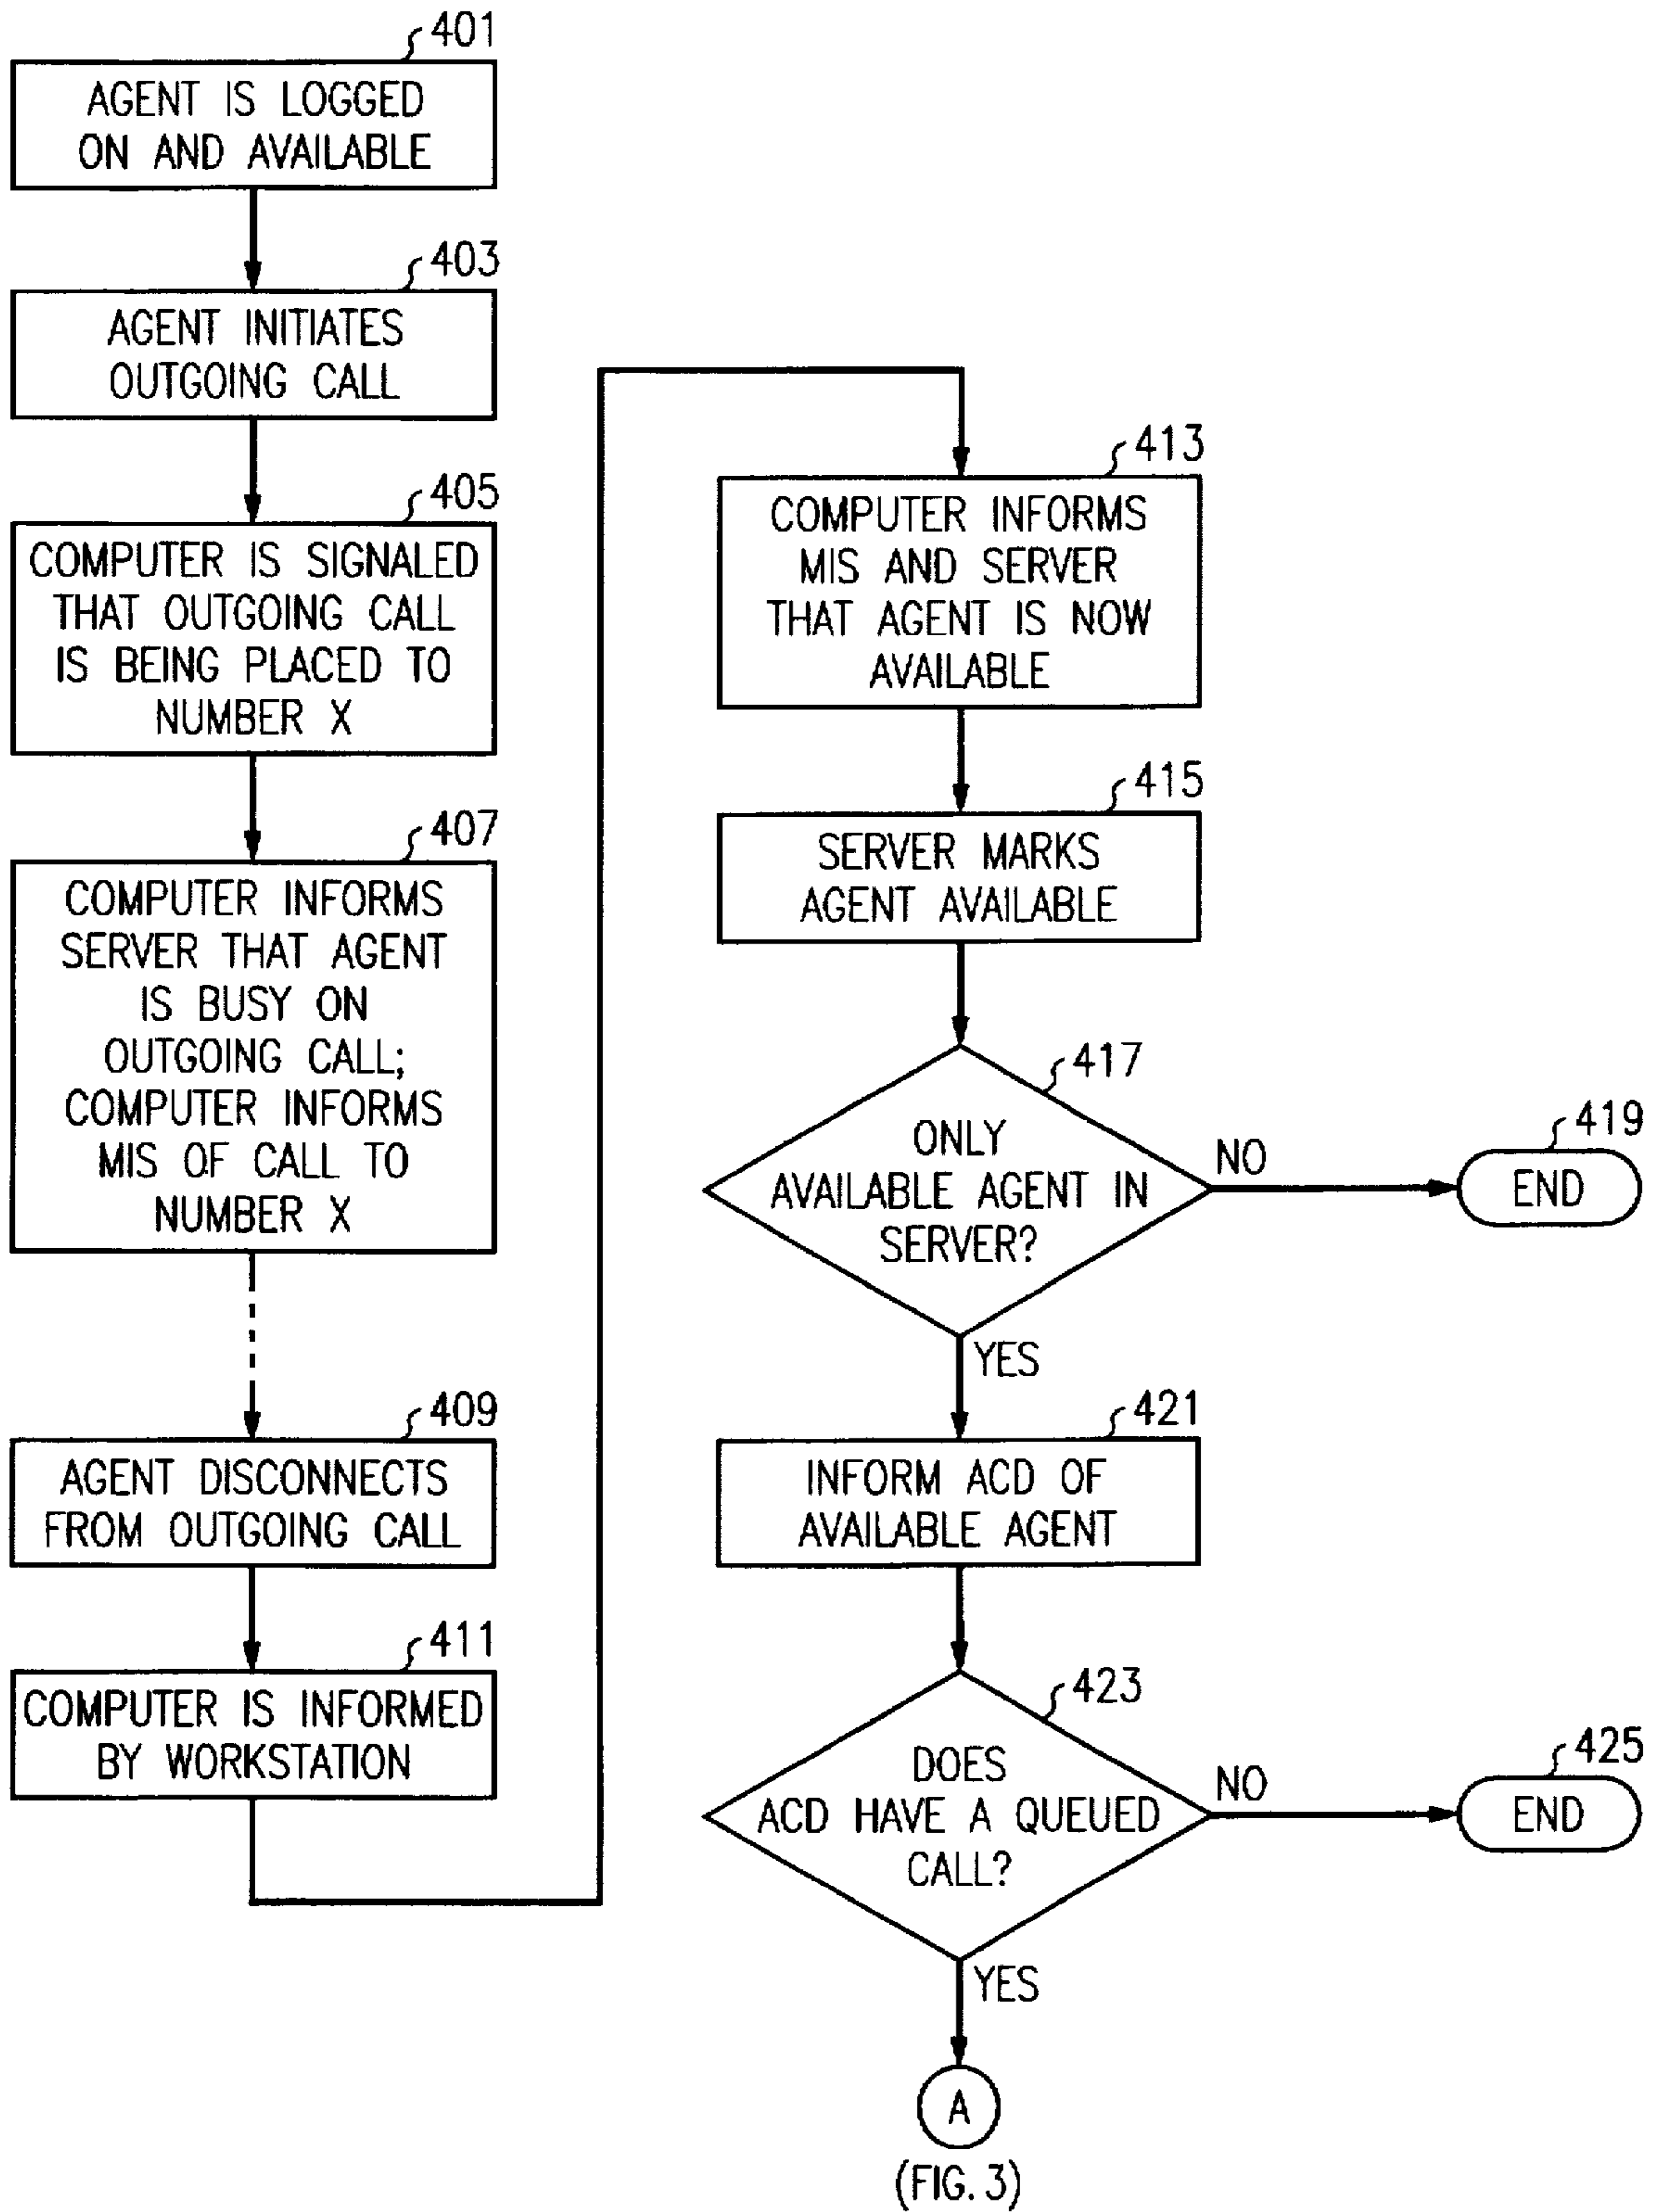 401
AGENT IS LOGGED
ON AND AVAILABLE
403
AGENT INITIATES
OUTGOING CALL
405
COMPUTER IS SIGNALED
THAT OUTGOING CALL
IS BEING PLACED TO
NUMBER X
407
COMPUTER INFORMS
SERVER THAT AGENT
IS BUSY ON
OUTGOING CALL;
COMPUTER INFORMS
MIS OF CALL TO
NUMBER X
409
AGENT DISCONNECTS
FROM OUTGOING CALL
411
COMPUTER IS INFORMED
BY WORKSTATION
413
COMPUTER INFORMS
MIS AND SERVER
THAT AGENT IS NOW
AVAILABLE
415
SERVER MARKS
AGENT AVAILABLE
417
ONLY
AVAILABLE AGENT IN
SERVER?
NO
419
END
YES
421
INFORM ACD OF
AVAILABLE AGENT
423
DOES
ACD HAVE A QUEUED
CALL?
NO
425
END
YES
A
(FIG. 3)